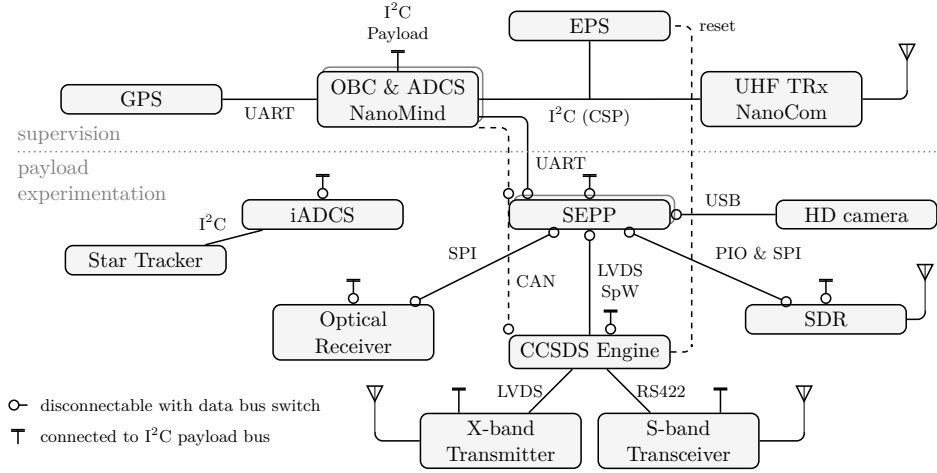 I²C
Payload
EPS
reset
GPS
UART
OBC & ADCS
NanoMind
I²C (CSP)
UHF TRx
NanoCom
supervision
payload
experimentation
UART
iADCS
SEPP
USB
HD camera
I²C
Star Tracker
SPI
CAN
LVDS
SpW
PIO & SPI
Optical
Receiver
SDR
CCSDS Engine
LVDS
RS422
disconnectable with data bus switch
connected to I²C payload bus
X-band
Transmitter
S-band
Transceiver